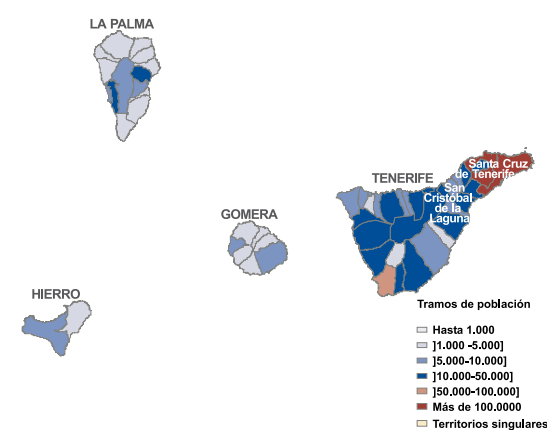 LA PALMA
TENERIFE
Santa Cruz
de Tenerife
San
Cristóbal
de la
Laguna
GOMERA
HIERRO
Tramos de población
Hasta 1.000
]1.000 -5.000]
]5.000-10.000]
]10.000-50.000]
]50.000-100.000]
Más de 100.0000
Territorios singulares